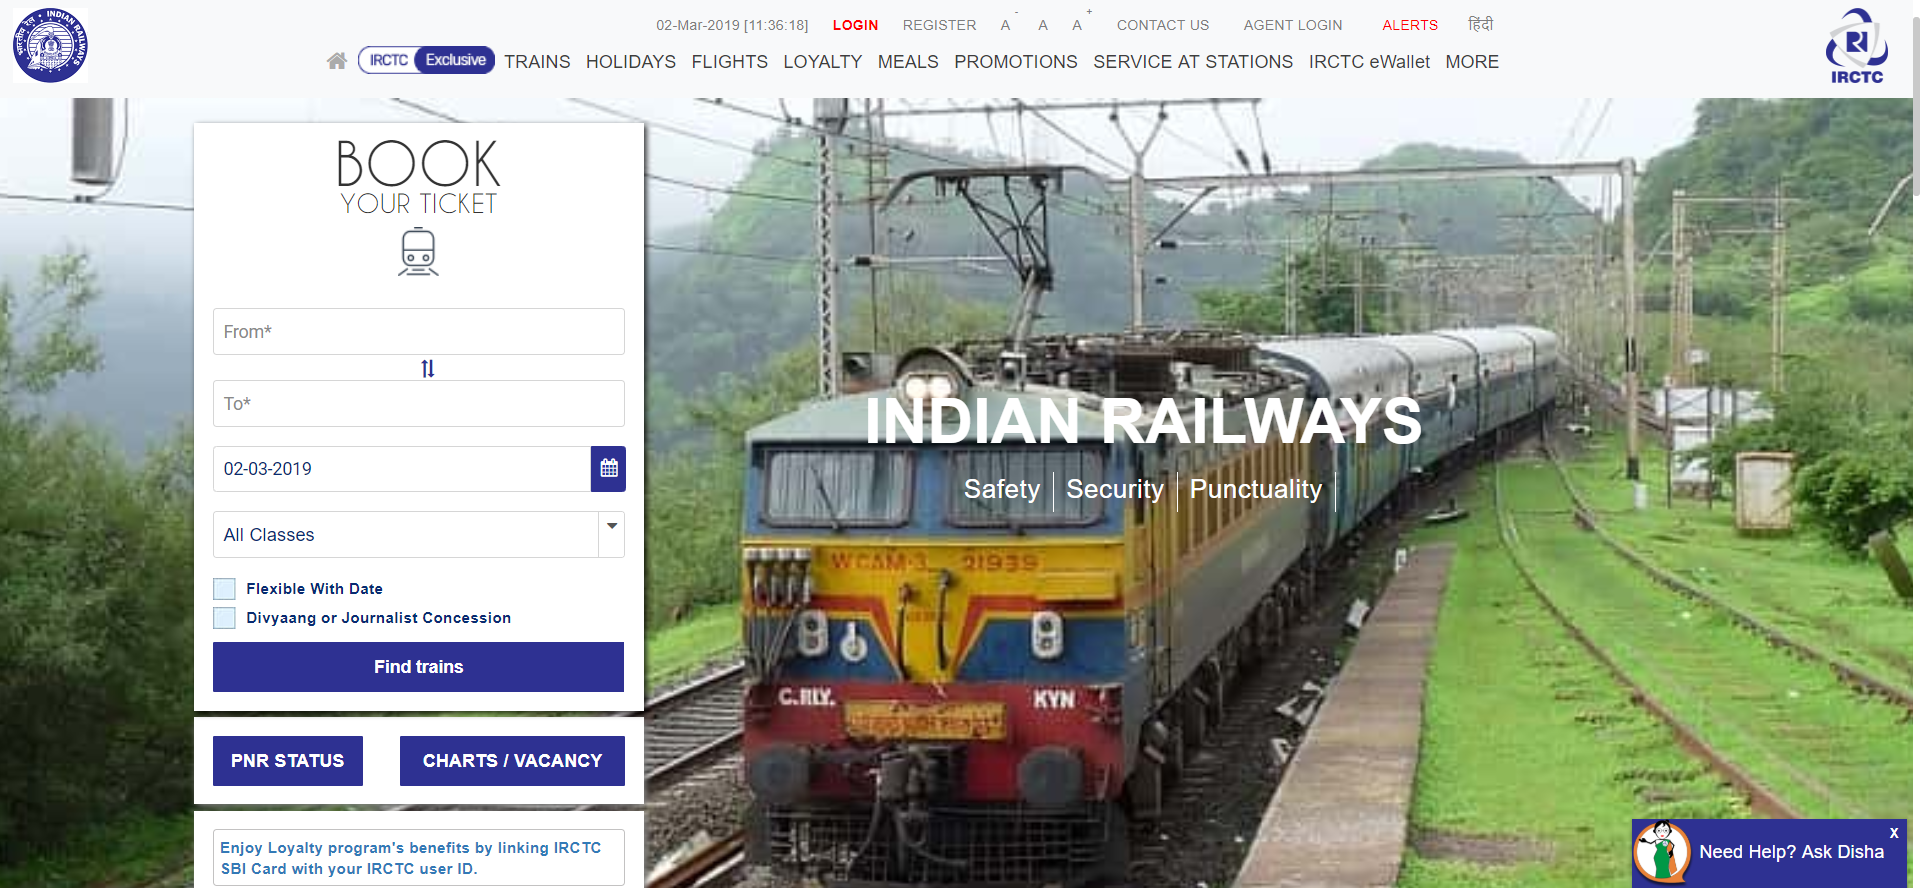 भारतीय रेल INDIAN RAILWAYS
02-Mar-2019 [11:36:18] LOGIN REGISTER A- A A+ CONTACT US AGENT LOGIN ALERTS हिंदी
IRCTC Exclusive TRAINS HOLIDAYS FLIGHTS LOYALTY MEALS PROMOTIONS SERVICE AT STATIONS IRCTC eWallet MORE
IRCTC
BOOK
YOUR TICKET
From*
To*
02-03-2019
All Classes
Flexible With Date
Divyaang or Journalist Concession
Find trains
PNR STATUS CHARTS / VACANCY
Enjoy Loyalty program's benefits by linking IRCTC
SBI Card with your IRCTC user ID.
INDIAN RAILWAYS
Safety Security Punctuality
WCAM-3 21939
C.RLY. KYN
X
Need Help? Ask Disha